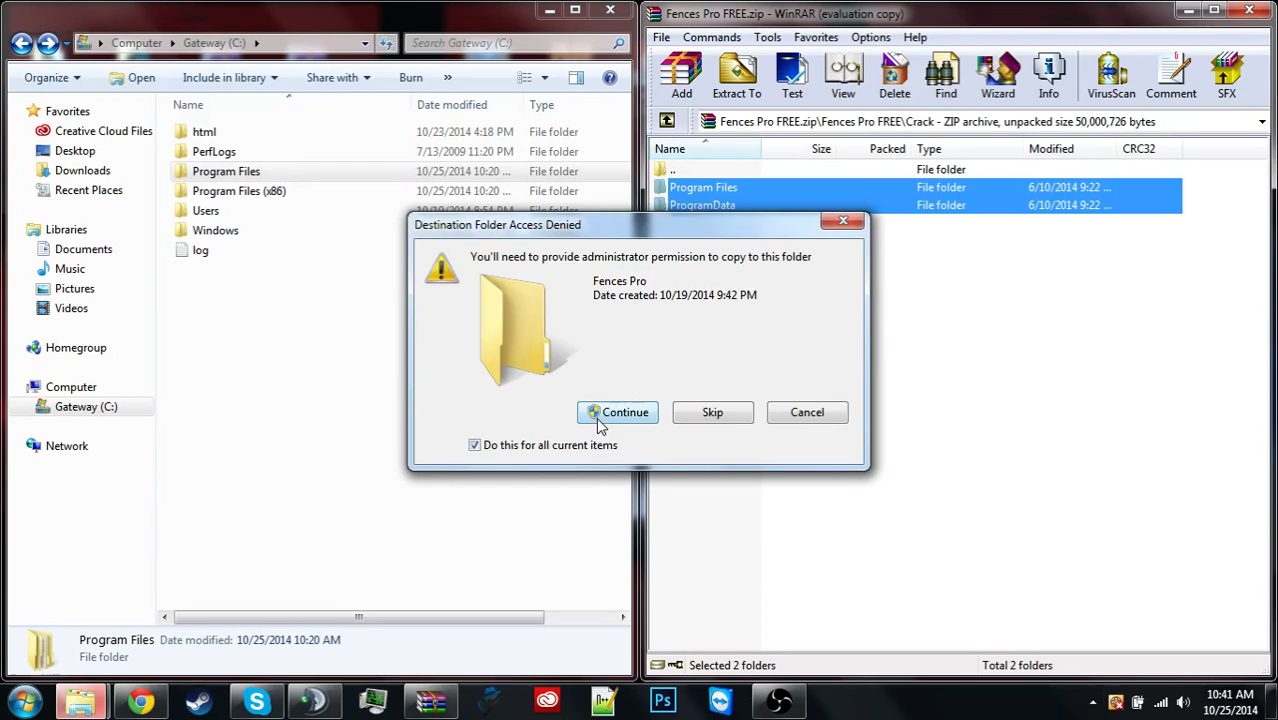 Computer
Gateway (C:)
Search Gateway (C:)
Organize
Open
Include in library
Share with
Burn
»
Favorites
Creative Cloud Files
Desktop
Downloads
Recent Places
Libraries
Documents
Music
Pictures
Videos
Homegroup
Computer
Gateway (C:)
Network
Name
Date modified
Type
html
10/23/2014 4:18 PM
File folder
PerfLogs
7/13/2009 11:20 PM
File folder
Program Files
10/25/2014 10:20 ...
File folder
Program Files (x86)
10/25/2014 10:20 ...
File folder
Users
10/19/2014 8:54 PM
File folder
Windows
log
Program Files Date modified: 10/25/2014 10:20 AM
File folder
Fences Pro FREE.zip - WinRAR (evaluation copy)
File Commands Tools Favorites Options Help
Add Extract To Test View Delete Find Wizard Info VirusScan Comment SFX
Fences Pro FREE.zip\Fences Pro FREE\Crack - ZIP archive, unpacked size 50,000,726 bytes
Name Size Packed Type Modified CRC32
.. File folder
Program Files File folder 6/10/2014 9:22 ...
ProgramData File folder 6/10/2014 9:22 ...
Selected 2 folders
Total 2 folders
Destination Folder Access Denied
You'll need to provide administrator permission to copy to this folder
Fences Pro
Date created: 10/19/2014 9:42 PM
Continue
Skip
Cancel
Do this for all current items
Ps
10:41 AM
10/25/2014